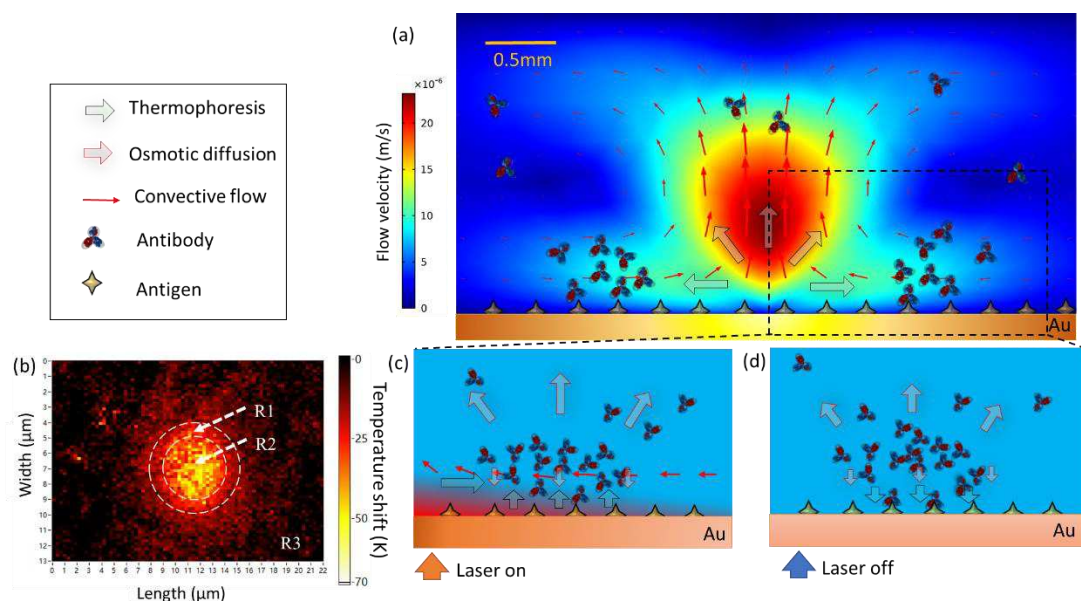 (a)
0.5mm
Thermophoresis
Osmotic diffusion
Convective flow
Antibody
Antigen
×10⁻⁶
Flow velocity (m/s)
20
15
10
5
0
Au
(b)
R1
R2
R3
0
1
2
3
4
5
6
7
8
9
10
11
12
13
Width (μm)
0 1 2 3 4 5 6 7 8 9 10 11 12 13 14 15 16 17 18 19 20 21 22
Length (μm)
-0
-25
-50
70
Temperature shift (K)
(c)
Au
Laser on
(d)
Au
Laser off